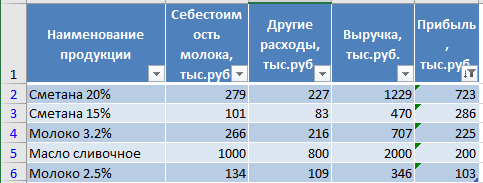 Наименование продукции Себестоим ость молока, тыс.руб Другие расходы, тыс.руб. Выручка, тыс.руб. Прибыль , тыс.руб.
1
2 Сметана 20% 279 227 1229 723
3 Сметана 15% 101 83 470 286
4 Молоко 3.2% 266 216 707 225
5 Масло сливочное 1000 800 2000 200
6 Молоко 2.5% 134 109 346 103